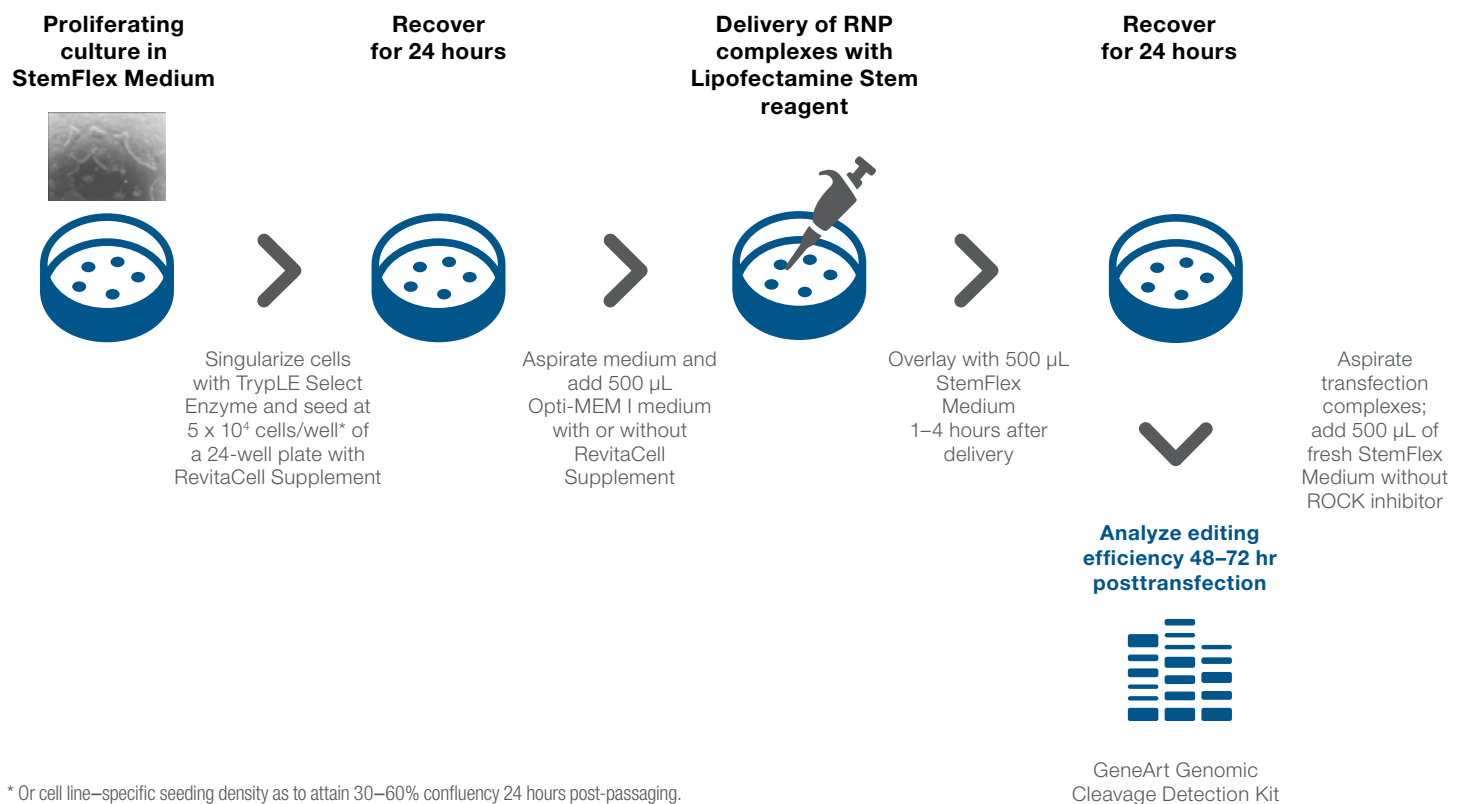 Proliferating
culture in
StemFlex Medium
Recover
for 24 hours
Delivery of RNP
complexes with
Lipofectamine Stem
reagent
Recover
for 24 hours
Singularize cells
with TrypLE Select
Enzyme and seed at
5 x 10⁴ cells/well* of
a 24-well plate with
RevitaCell Supplement
Aspirate medium and
add 500 µL
Opti-MEM I medium
with or without
RevitaCell
Supplement
Overlay with 500 µL
StemFlex
Medium
1–4 hours after
delivery
Aspirate
transfection
complexes;
add 500 µL of
fresh StemFlex
Medium without
ROCK inhibitor
Analyze editing
efficiency 48–72 hr
posttransfection
GeneArt Genomic
Cleavage Detection Kit
* Or cell line–specific seeding density as to attain 30–60% confluency 24 hours post-passaging.